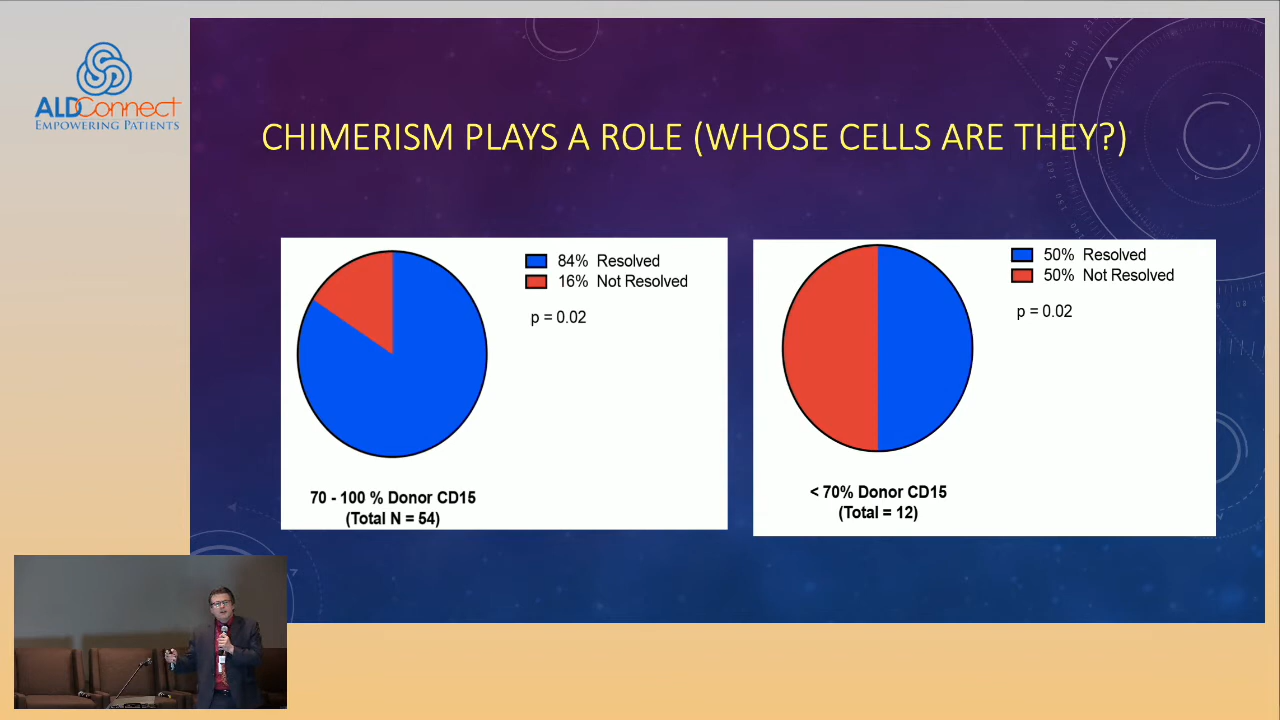 ALDConnect
EMPOWERING PATIENTS
CHIMERISM PLAYS A ROLE (WHOSE CELLS ARE THEY?)
84% Resolved
16% Not Resolved
p = 0.02
70 - 100 % Donor CD15
(Total N = 54)
50% Resolved
50% Not Resolved
p = 0.02
< 70% Donor CD15
(Total = 12)